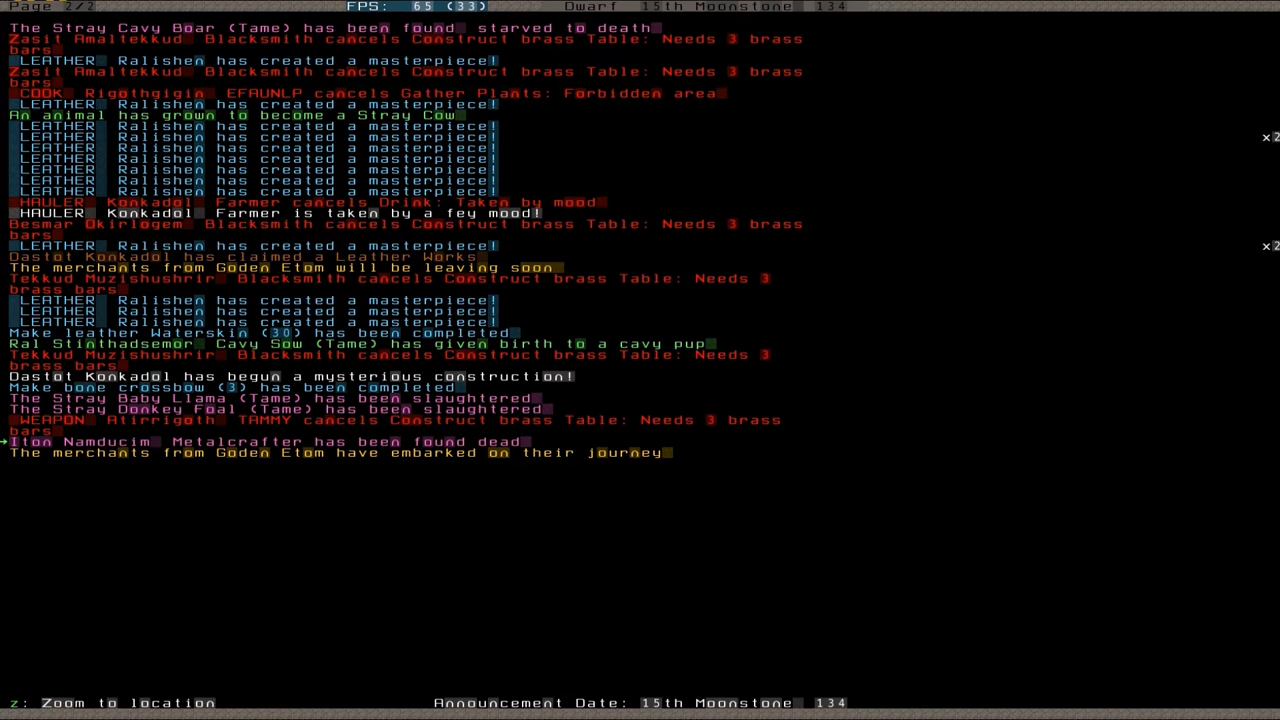 Page 2/2 FPS: 65 (33) Dwarf 15th Moonstone 134
The Stray Cavy Boar (Tame) has been found starved to death
Zasit Amaltekkud Blacksmith cancels Construct brass Table: Needs 3 brass
bars
LEATHER Ralishen has created a masterpiece!
Zasit Amaltekkud Blacksmith cancels Construct brass Table: Needs 3 brass
bars
COOK Rigothgigin EFAUNLP cancels Gather Plants: Forbidden area
LEATHER Ralishen has created a masterpiece!
An animal has grown to become a Stray Cow
LEATHER Ralishen has created a masterpiece!
LEATHER Ralishen has created a masterpiece! x2
LEATHER Ralishen has created a masterpiece!
LEATHER Ralishen has created a masterpiece!
LEATHER Ralishen has created a masterpiece!
LEATHER Ralishen has created a masterpiece!
LEATHER Ralishen has created a masterpiece!
HAULER Konkadol Farmer cancels Drink: Taken by mood
HAULER Konkadol Farmer is taken by a fey mood!
Besmar Okirlogem Blacksmith cancels Construct brass Table: Needs 3 brass
bars
LEATHER Ralishen has created a masterpiece! x2
Dastot Konkadol has claimed a Leather Works
The merchants from Goden Etom will be leaving soon
Tekkud Muzishushrir Blacksmith cancels Construct brass Table: Needs 3
brass bars
LEATHER Ralishen has created a masterpiece!
LEATHER Ralishen has created a masterpiece!
LEATHER Ralishen has created a masterpiece!
Make leather Waterskin (30) has been completed
Ral Stinthadsemor Cavy Sow (Tame) has given birth to a cavy pup
Tekkud Muzishushrir Blacksmith cancels Construct brass Table: Needs 3
brass bars
Dastot Konkadol has begun a mysterious construction!
Make bone crossbow (3) has been completed
The Stray Baby Llama (Tame) has been slaughtered
The Stray Donkey Foal (Tame) has been slaughtered
WEAPON Atirrigoth TAMMY cancels Construct brass Table: Needs 3 brass
bars
Iton Namducim Metalcrafter has been found dead
The merchants from Goden Etom have embarked on their journey
z: Zoom to location Announcement Date: 15th Moonstone 134